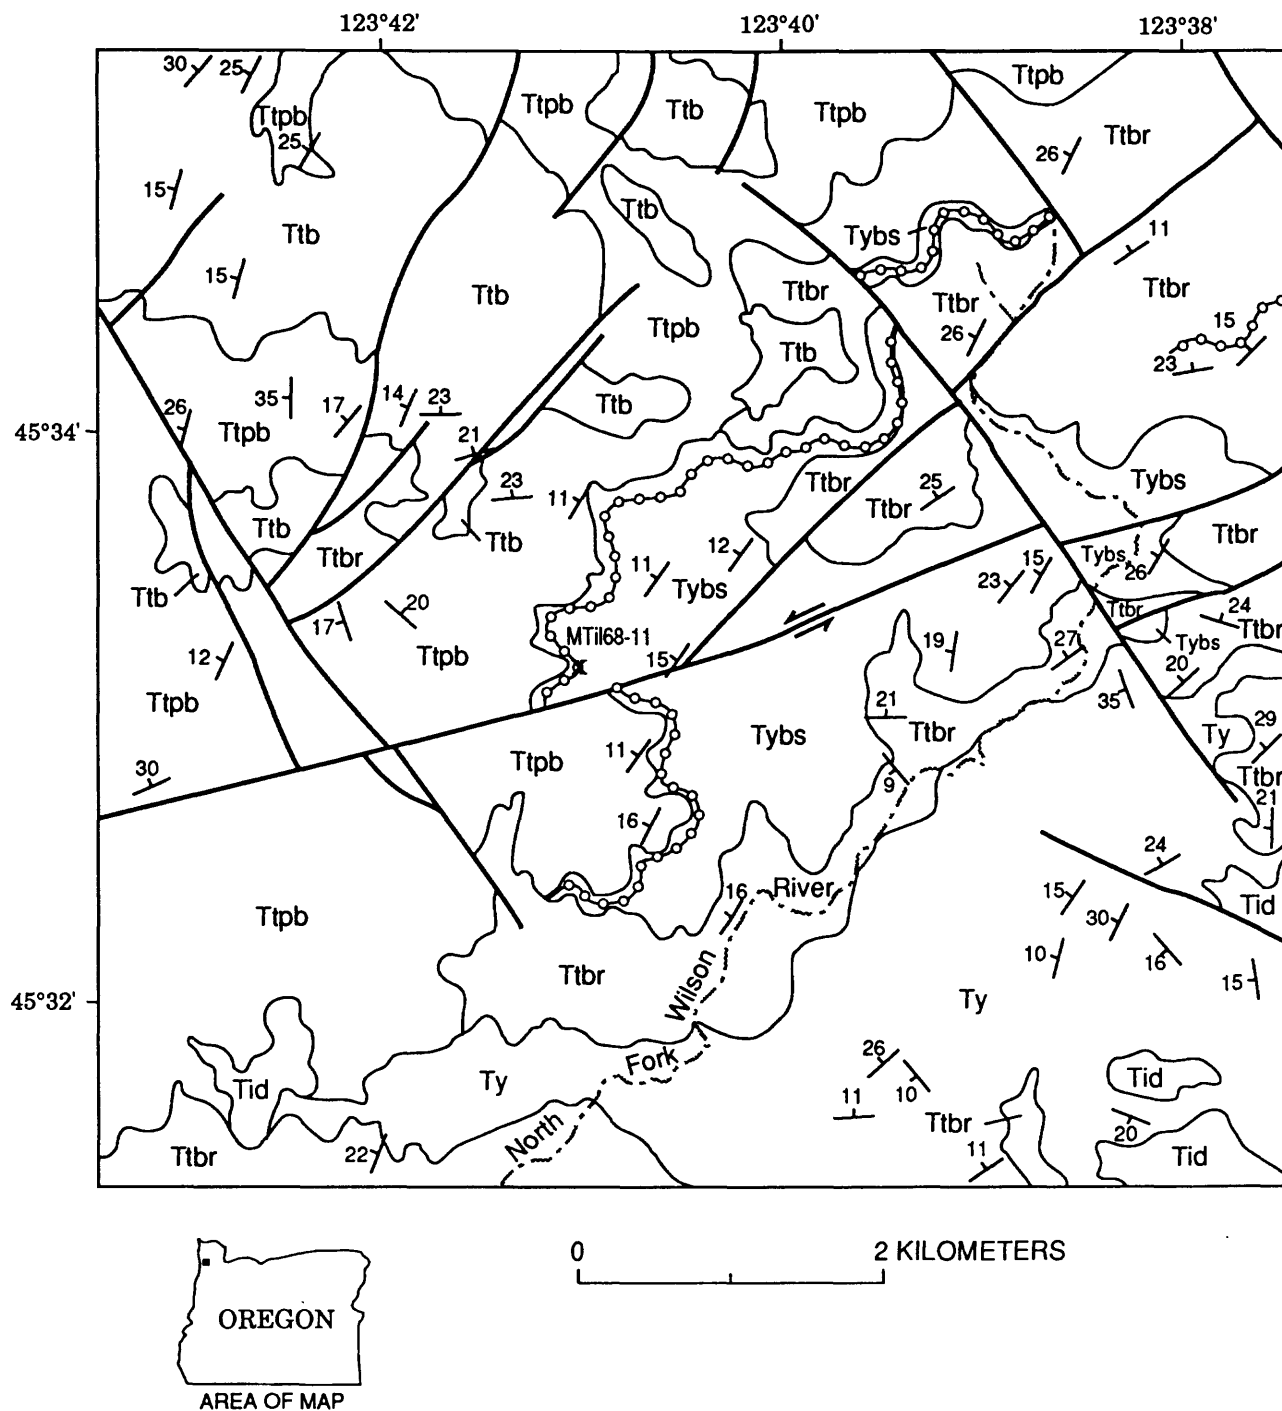 123°42' 123°40' 123°38'
30 25 Ttpb Ttb Ttpb Ttpb
Ttpb Ttbr
25 26
15 Ttb Tybs 11
Ttb
15 Ttb Ttbr Ttbr Ttbr
Ttpb 26 15
Ttb 23
35 17 14 23 Ttb
26
45°34' Ttpb 21
23 11 Ttbr 25 Tybs
Ttb Ttb Ttbr Ttbr
Ttbr 12 Tybs 26
Ttb 20 11 Tybs 23 15 Ttbr 24
17 MTil68-11 19 27 Tybs Ttbr
12 Ttpb 15 20
Ttpb 21 35
Ttpb 11 Tybs Ttbr Ty 29
30 9 Ttbr
16 21
24
River 15
Ttpb 16 30 Tid
10 16
Ttbr Wilson 15
45°32' Ty
Fork 26
Tid Ty 10 Tid
11 Ttbr
North 20
Ttbr 22 11 Tid
0 2 KILOMETERS
OREGON
AREA OF MAP